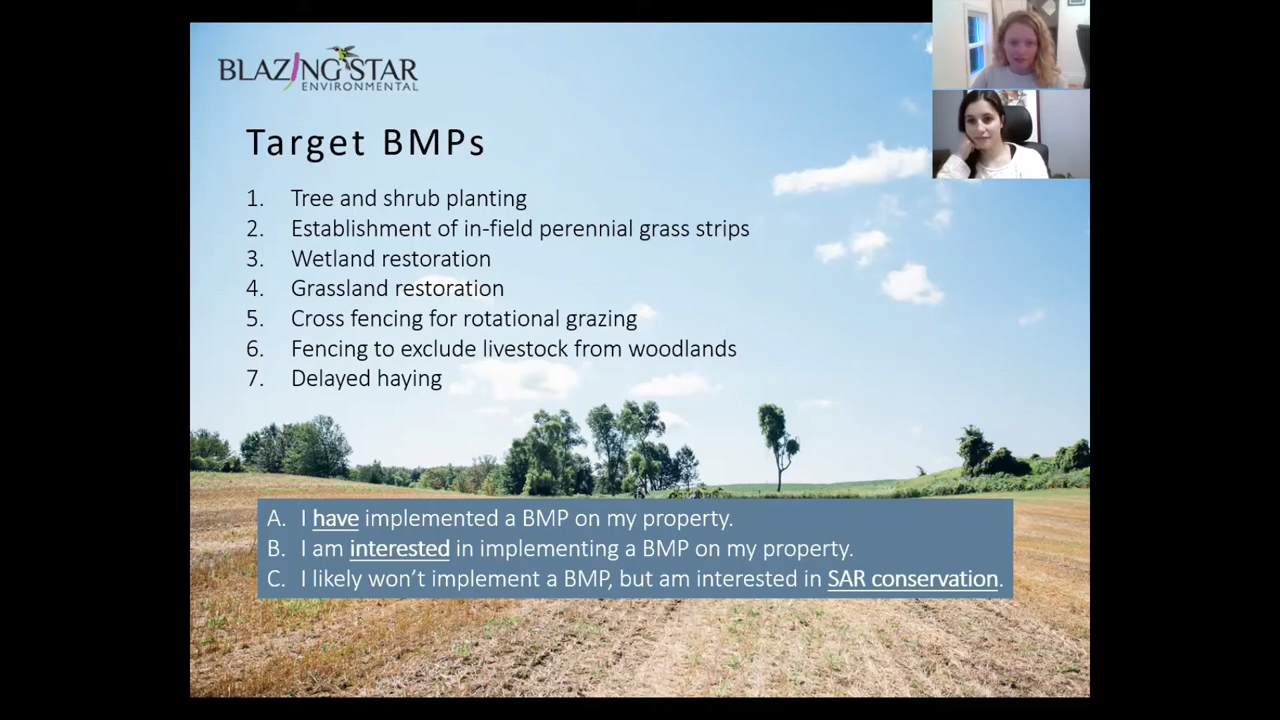 BLAZING STAR
ENVIRONMENTAL
Target BMPs
1. Tree and shrub planting
2. Establishment of in-field perennial grass strips
3. Wetland restoration
4. Grassland restoration
5. Cross fencing for rotational grazing
6. Fencing to exclude livestock from woodlands
7. Delayed haying
A. I have implemented a BMP on my property.
B. I am interested in implementing a BMP on my property.
C. I likely won't implement a BMP, but am interested in SAR conservation.